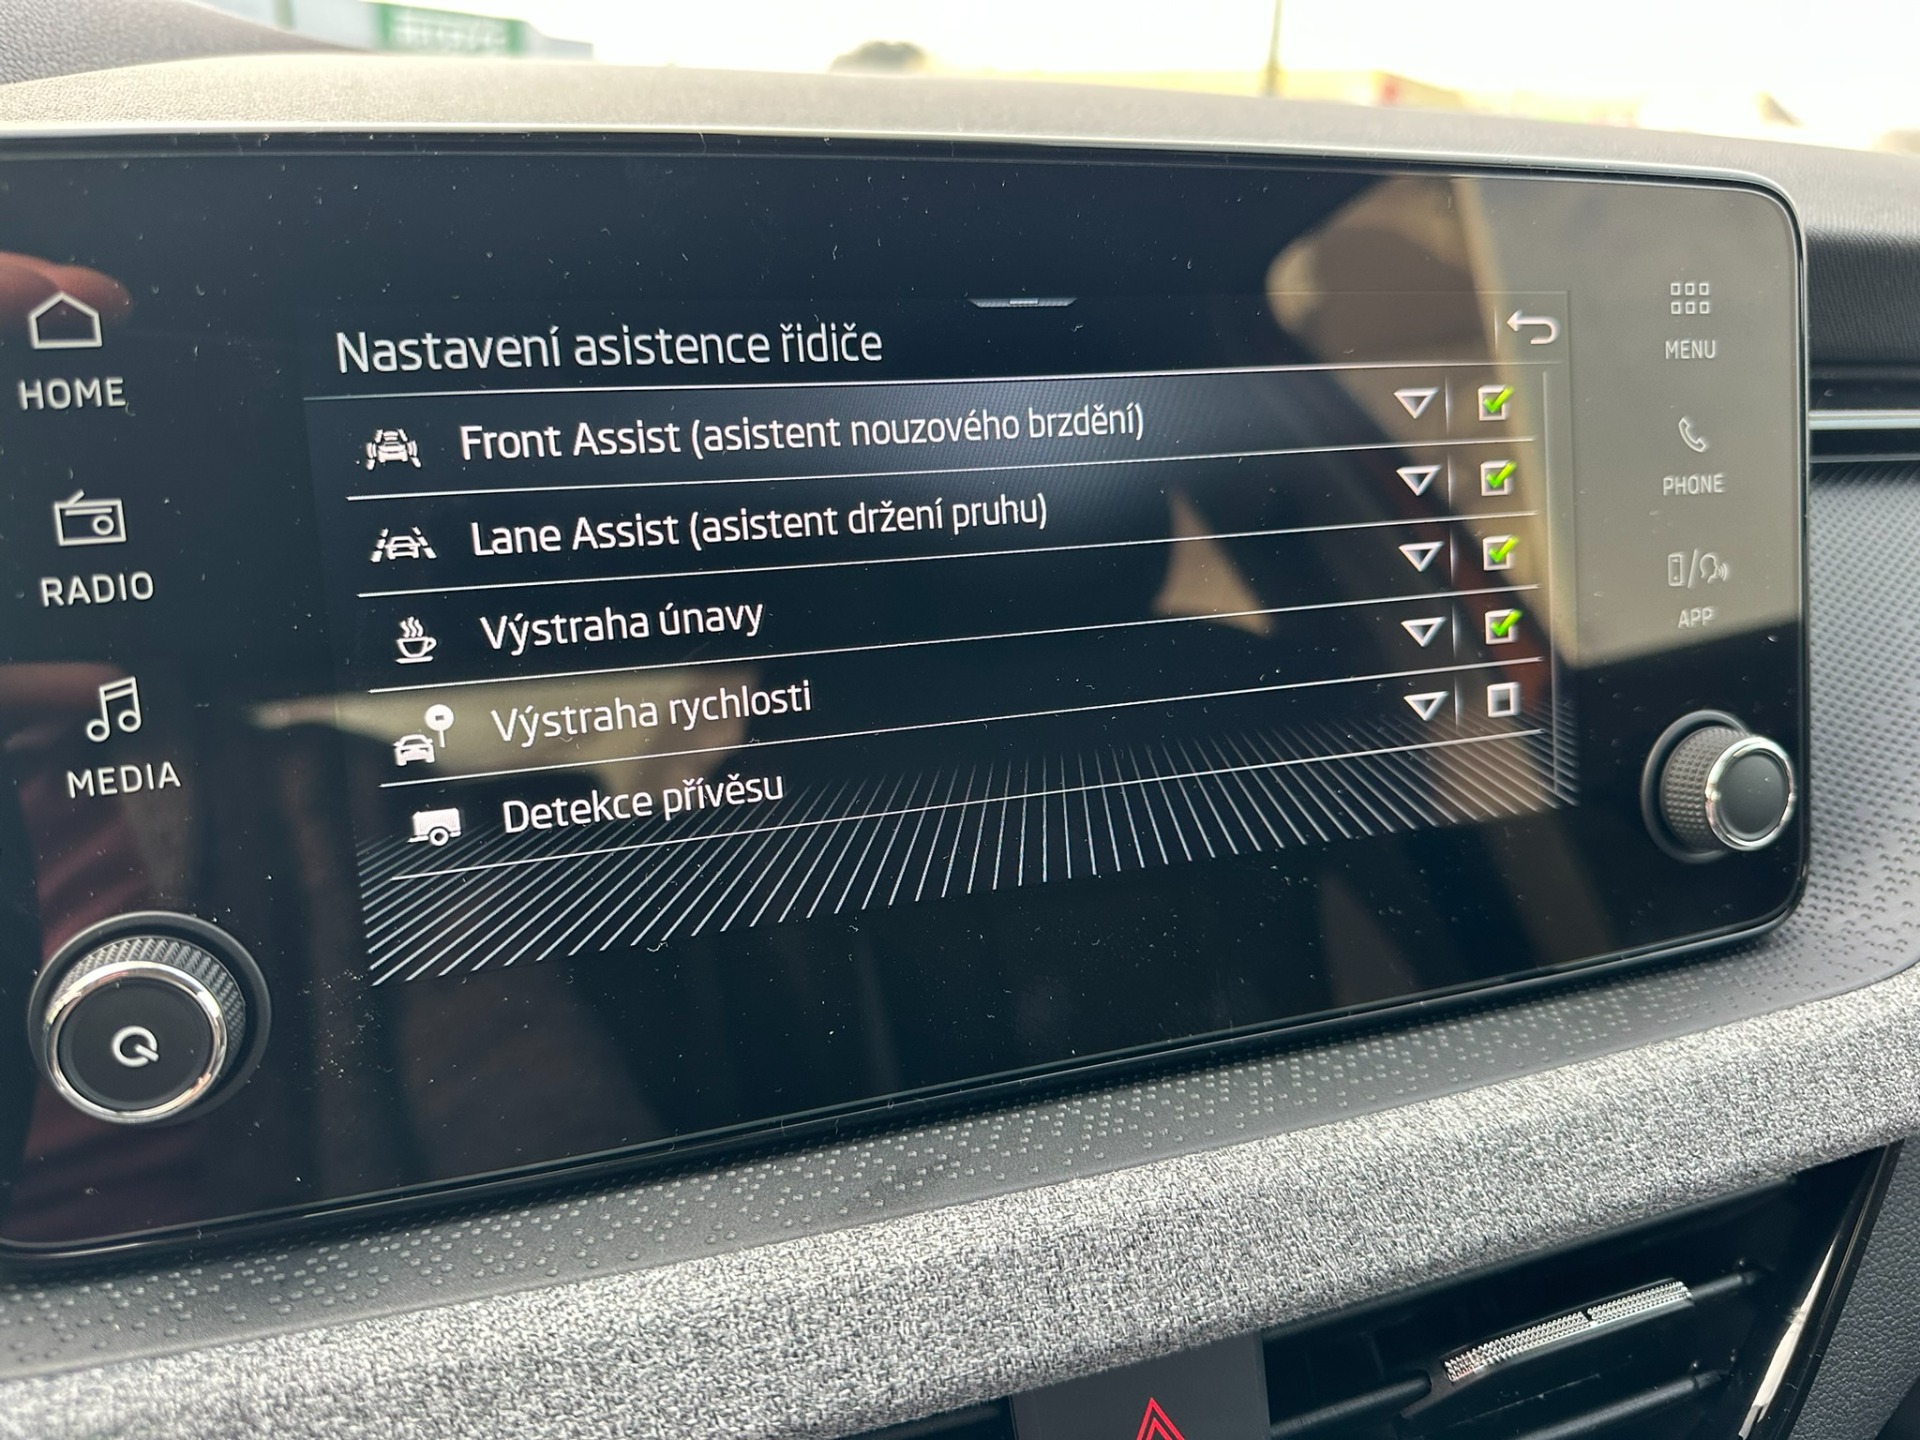 Nastavení asistence řidiče
Front Assist (asistent nouzového brzdění)
Lane Assist (asistent držení pruhu)
Výstraha únavy
Výstraha rychlosti
Detekce přívěsu
HOME
RADIO
MEDIA
MENU
PHONE
APP